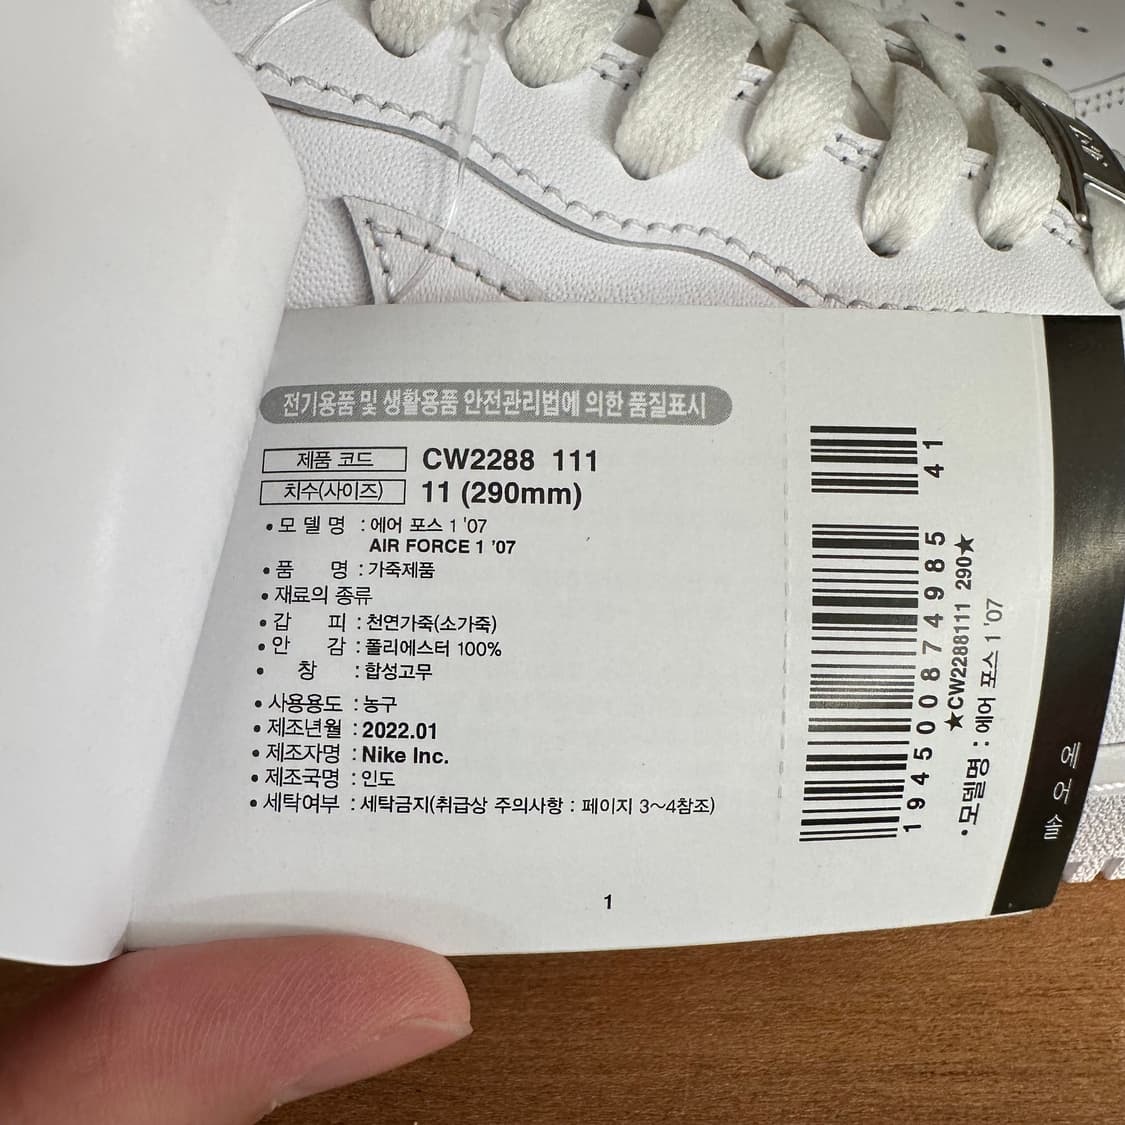 전기용품 및 생활용품 안전관리법에 의한 품질표시
제품 코드 CW2288 111
치수(사이즈) 11 (290mm)
• 모 델 명 : 에어 포스 1 '07
AIR FORCE 1 '07
• 품 명 : 가죽제품
• 재료의 종류
• 갑 피 : 천연가죽(소가죽)
• 안 감 : 폴리에스터 100%
• 창 : 합성고무
• 사용용도 : 농구
• 제조년월 : 2022.01
• 제조자명 : Nike Inc.
• 제조국명 : 인도
• 세탁여부 : 세탁금지(취급상 주의사항 : 페이지 3~4참조)
1
41
194500874985
★CW2288111 290★
• 모델명 : 에어 포스 1 '07
에어솔